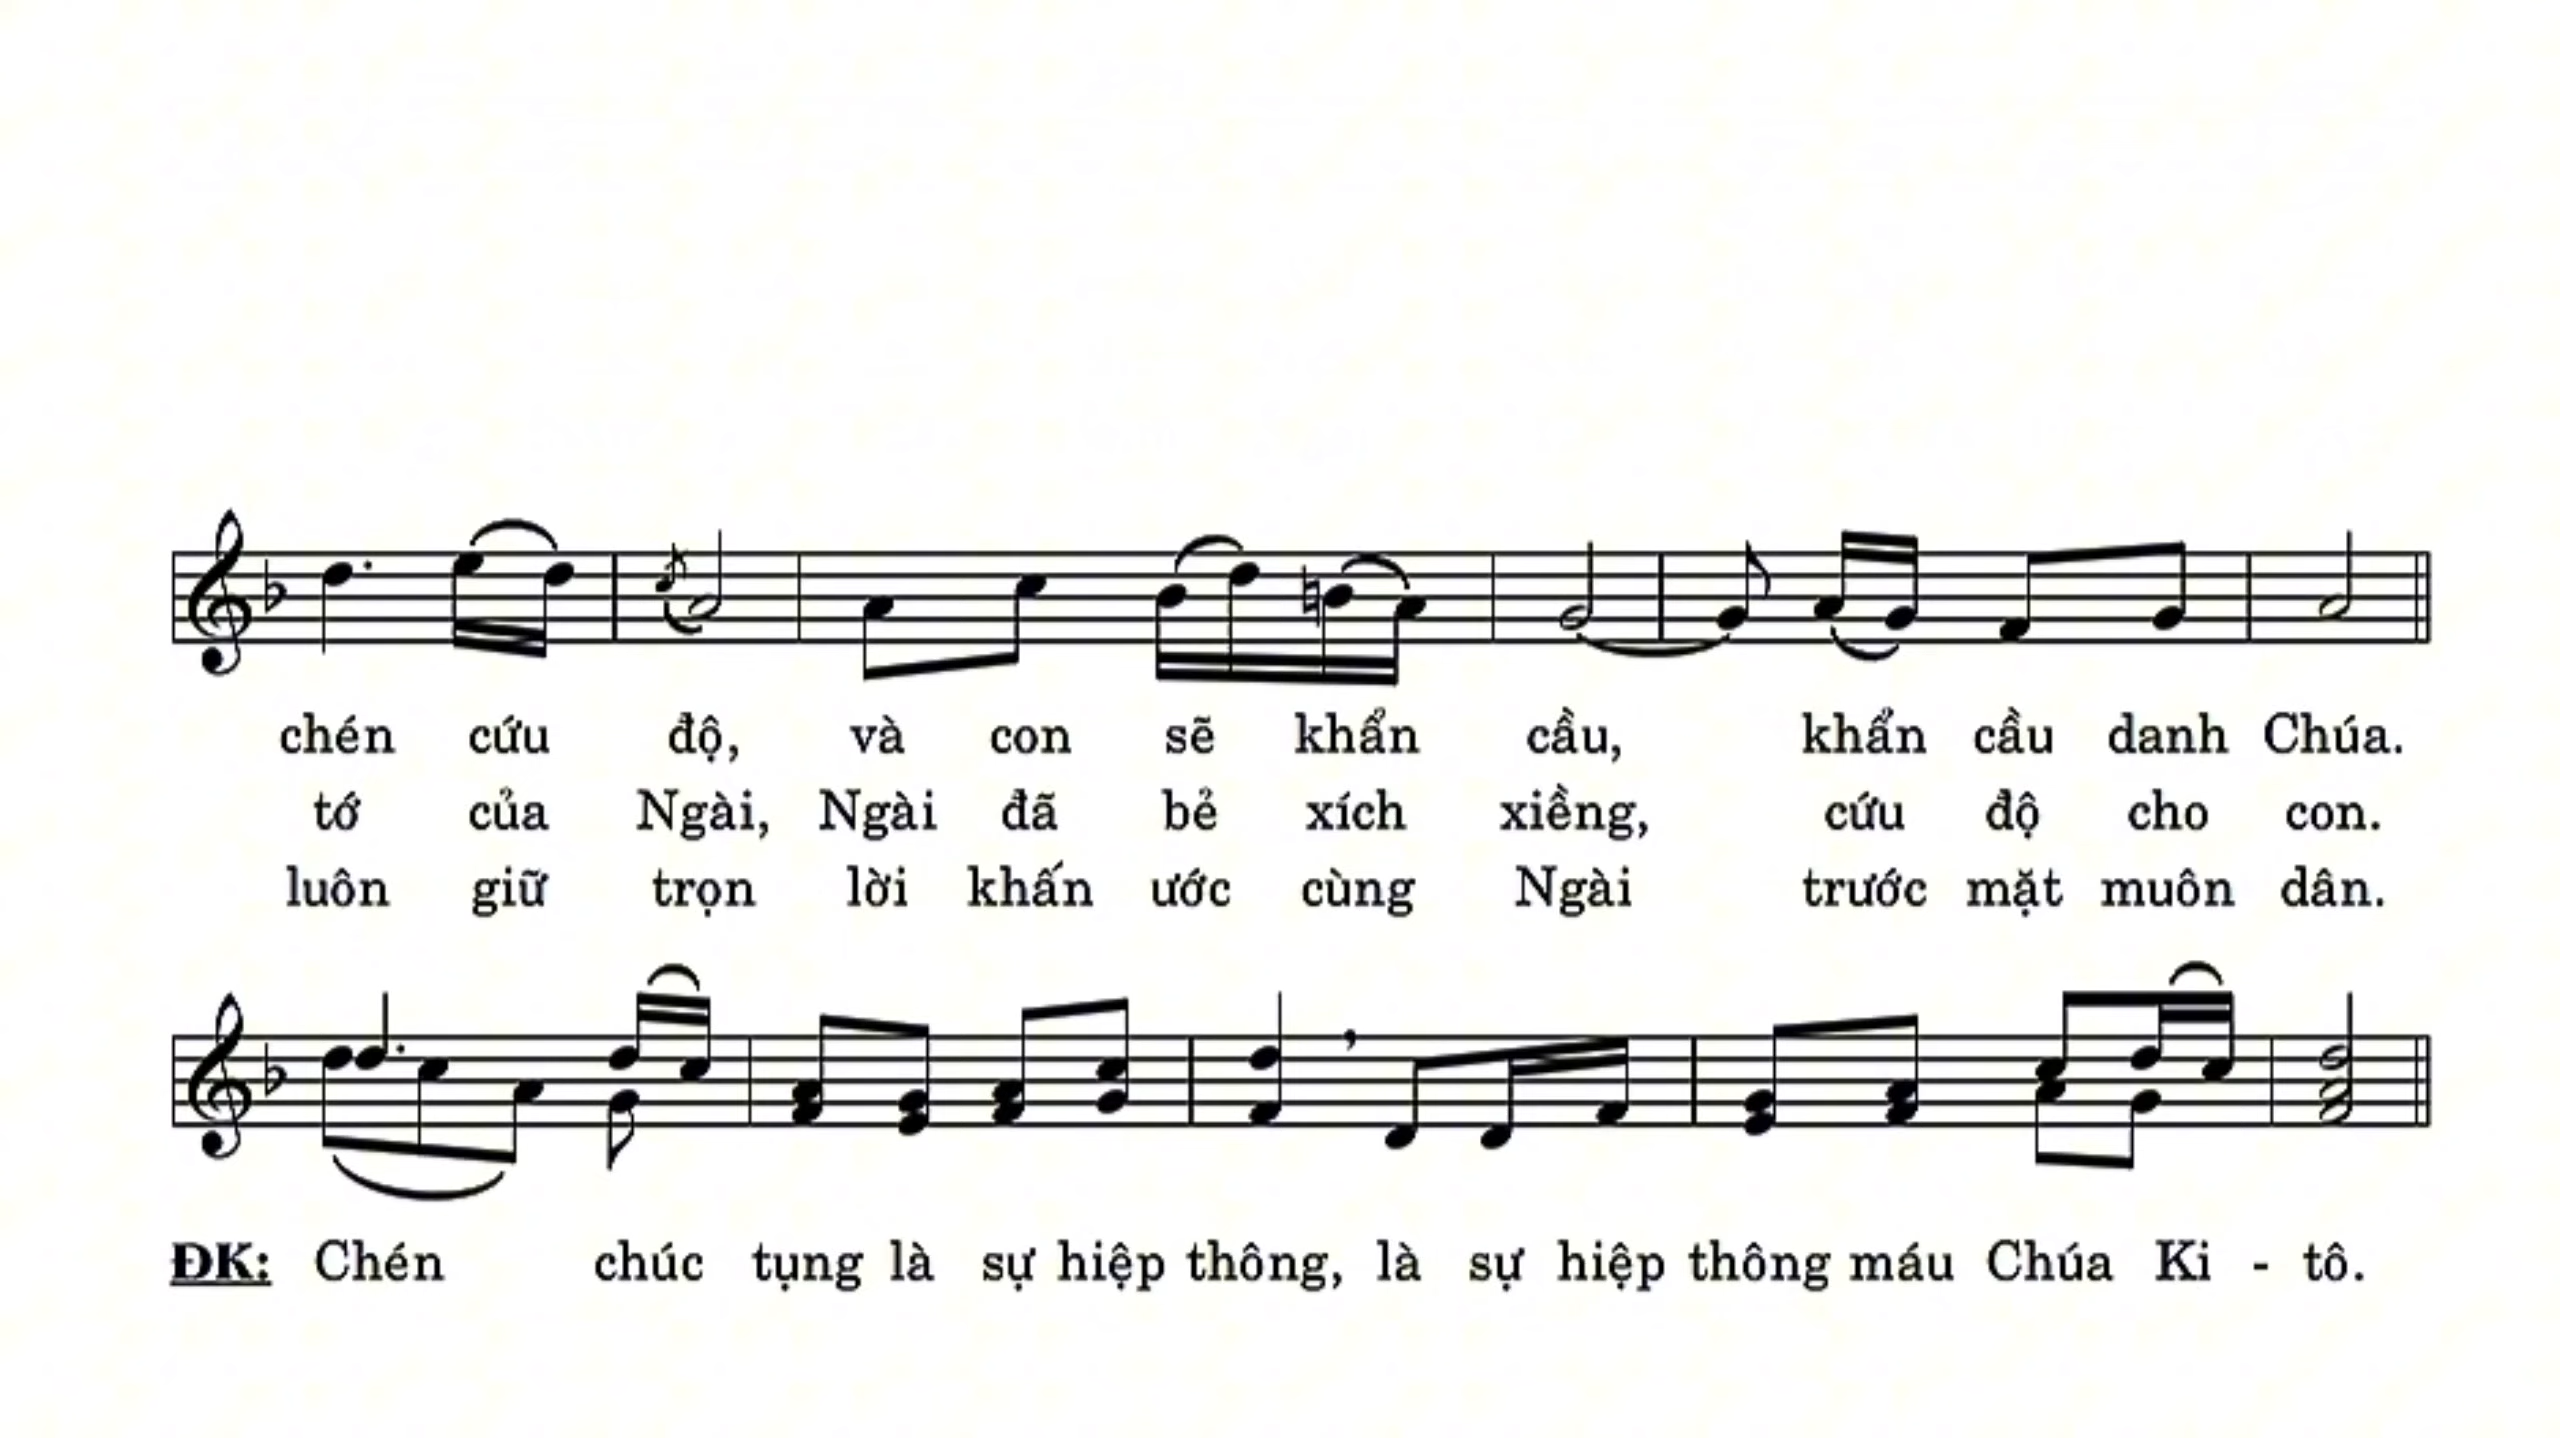 chén cứu độ, và con sẽ khẩn cầu, khẩn cầu danh Chúa.
tớ của Ngài, Ngài đã bẻ xích xiềng, cứu độ cho con.
luôn giữ trọn lời khấn ước cùng Ngài trước mặt muôn dân.
ĐK: Chén chúc tụng là sự hiệp thông, là sự hiệp thông máu Chúa Ki - tô.